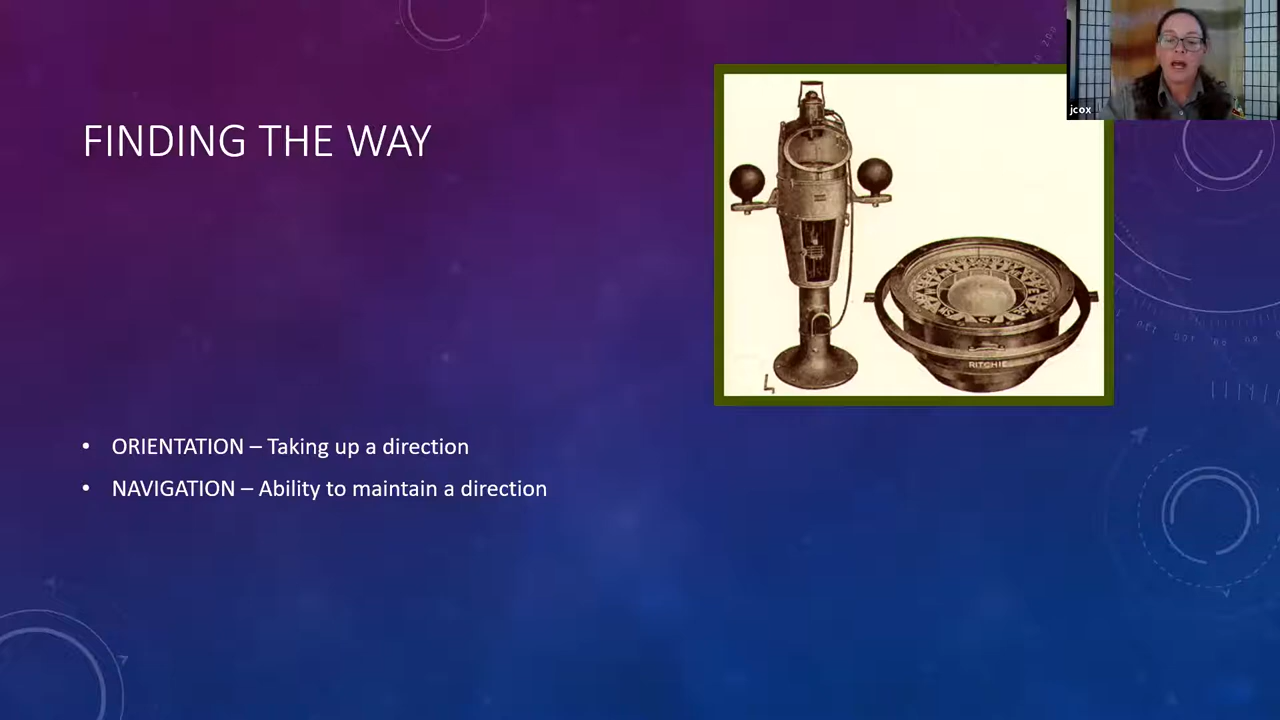 FINDING THE WAY
jcox
S
RITCHIE
• ORIENTATION – Taking up a direction
• NAVIGATION – Ability to maintain a direction